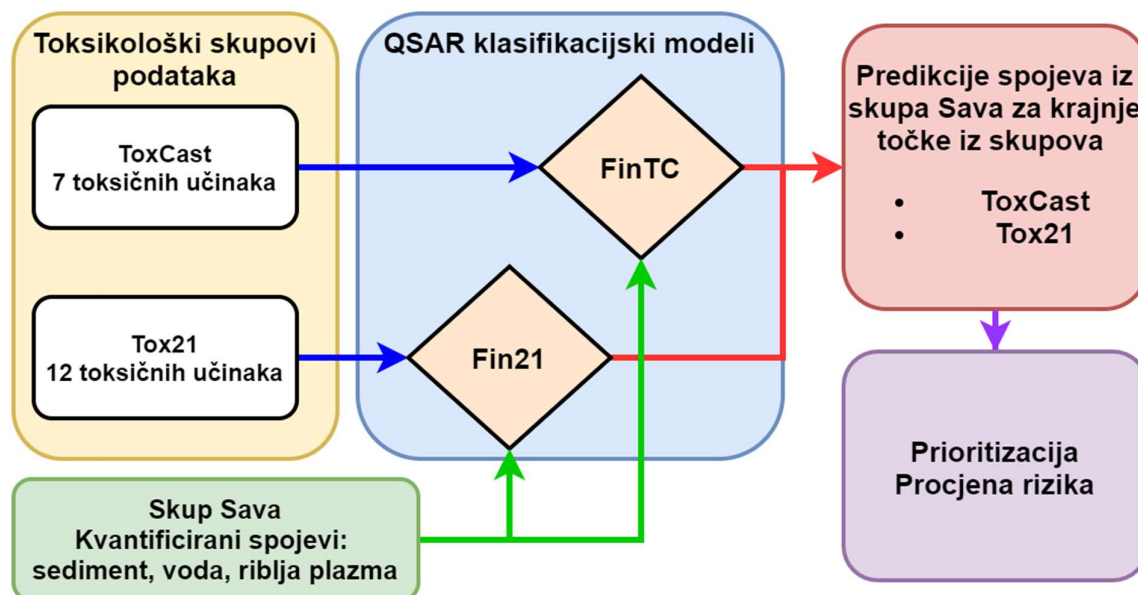 Toksikološki skupovi
podataka
ToxCast
7 toksičnih učinaka
Tox21
12 toksičnih učinaka
QSAR klasifikacijski modeli
FinTC
Fin21
Skup Sava
Kvantificirani spojevi:
sediment, voda, riblja plazma
Predikcije spojeva iz
skupa Sava za krajnje
točke iz skupova
• ToxCast
• Tox21
Prioritizacija
Procjena rizika